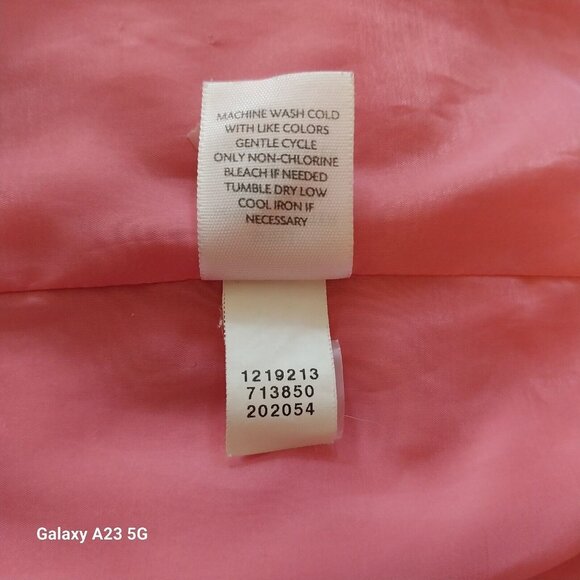 MACHINE WASH COLD
WITH LIKE COLORS
GENTLE CYCLE
ONLY NON-CHLORINE
BLEACH IF NEEDED
TUMBLE DRY LOW
COOL IRON IF
NECESSARY
1219213
713850
202054
Galaxy A23 5G